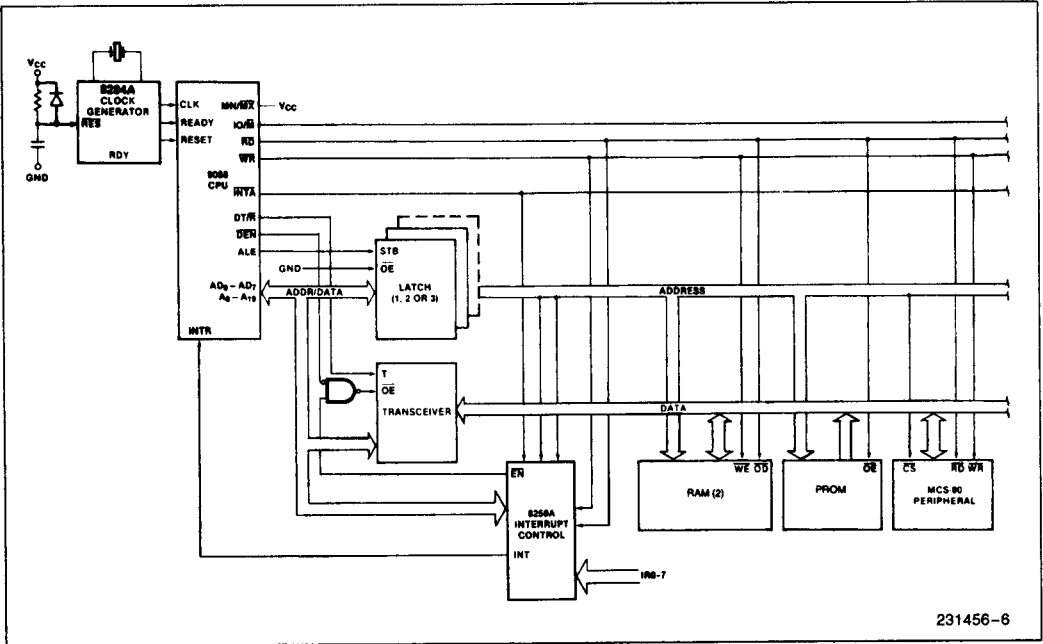 VCC
GND
8284A
CLOCK
GENERATOR
RES
RDY
CLK
READY
RESET
8088
CPU
MN/MX
VCC
IO/M
RD
WR
INTA
DT/R
DEN
ALE
AD0 – AD7
A8 – A19
INTR
GND
ADDR/DATA
STB
OE
LATCH
(1, 2 OR 3)
ADDRESS
T
OE
TRANSCEIVER
DATA
EN
8259A
INTERRUPT
CONTROL
INT
IR0-7
WE OD
RAM (2)
OE
PROM
CS RD WR
MCS-80
PERIPHERAL
231456–6